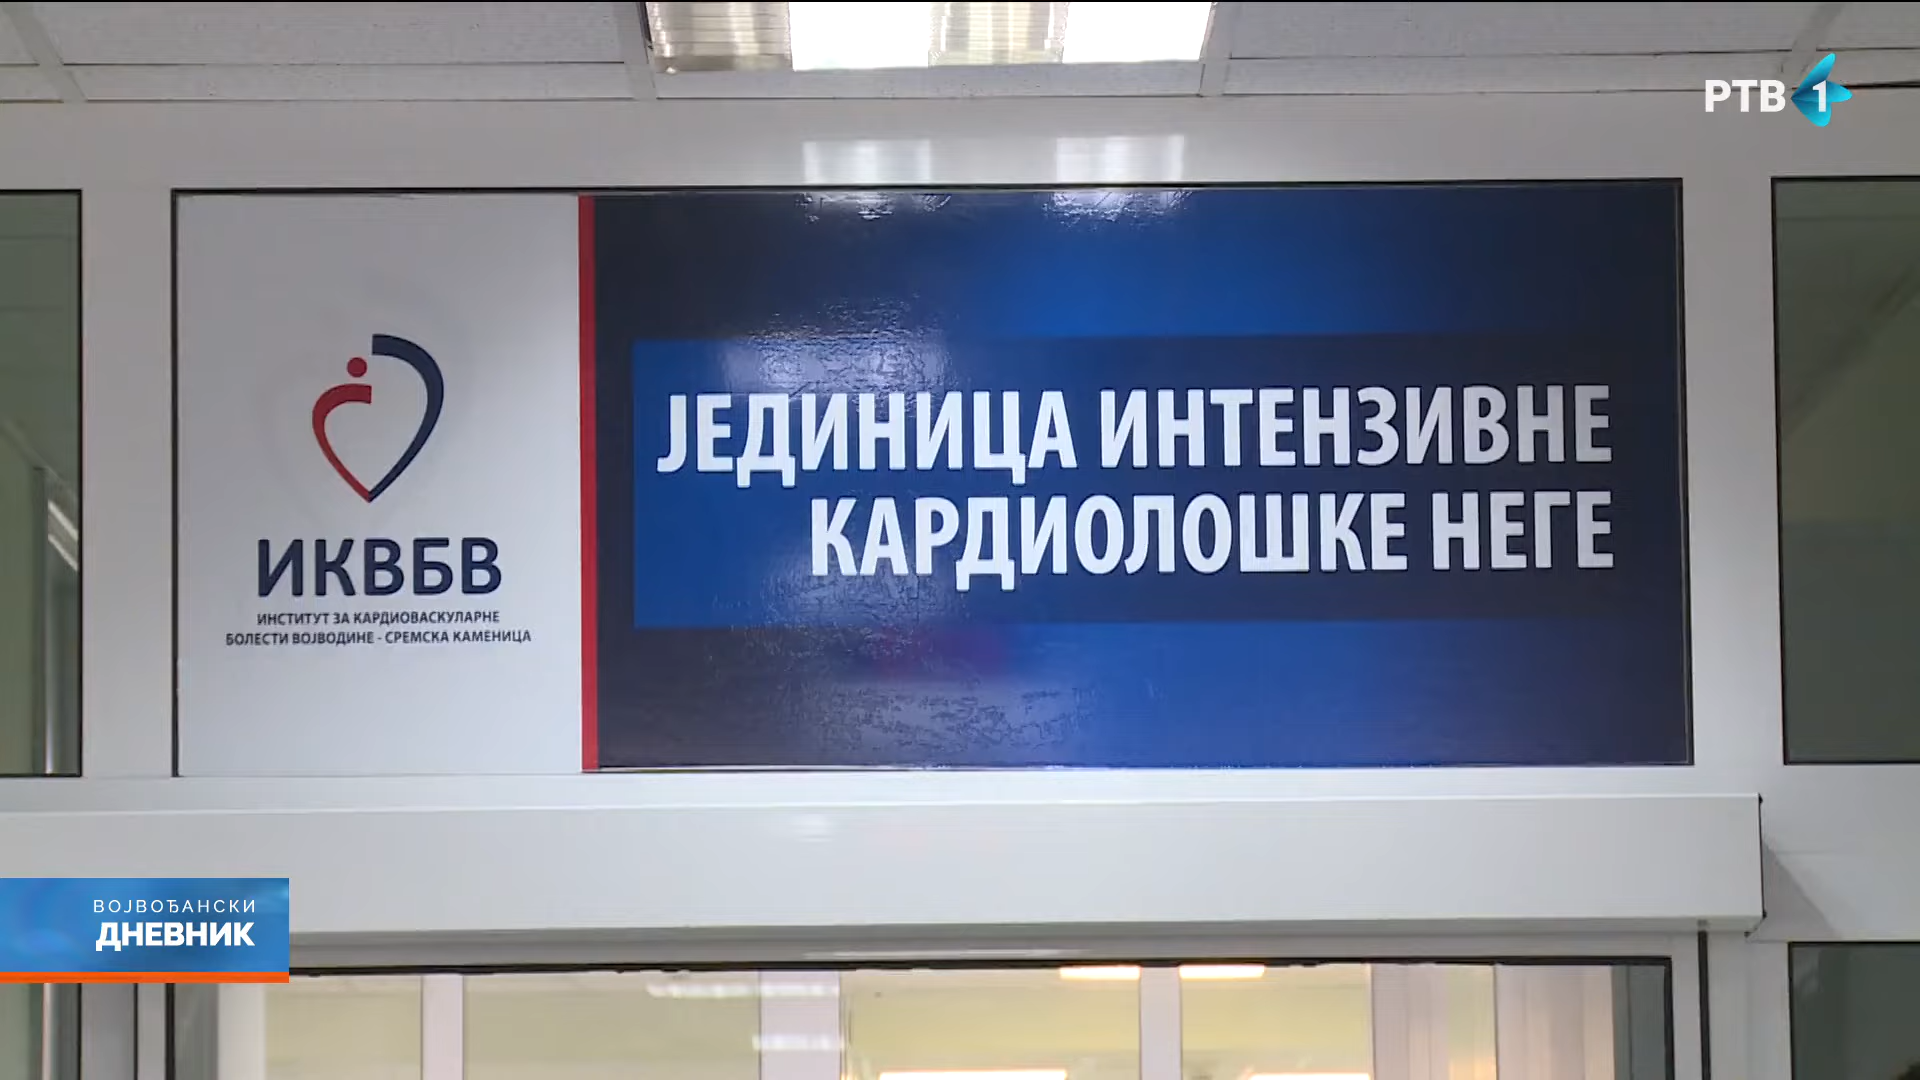 РТВ 1
ЈЕДИНИЦА ИНТЕНЗИВНЕ
КАРДИОЛОШКЕ НЕГЕ
ИКВБВ
ИНСТИТУТ ЗА КАРДИОВАСКУЛАРНЕ
БОЛЕСТИ ВОЈВОДИНЕ - СРЕМСКА КАМЕНИЦА
ВОЈВОЂАНСКИ
ДНЕВНИК